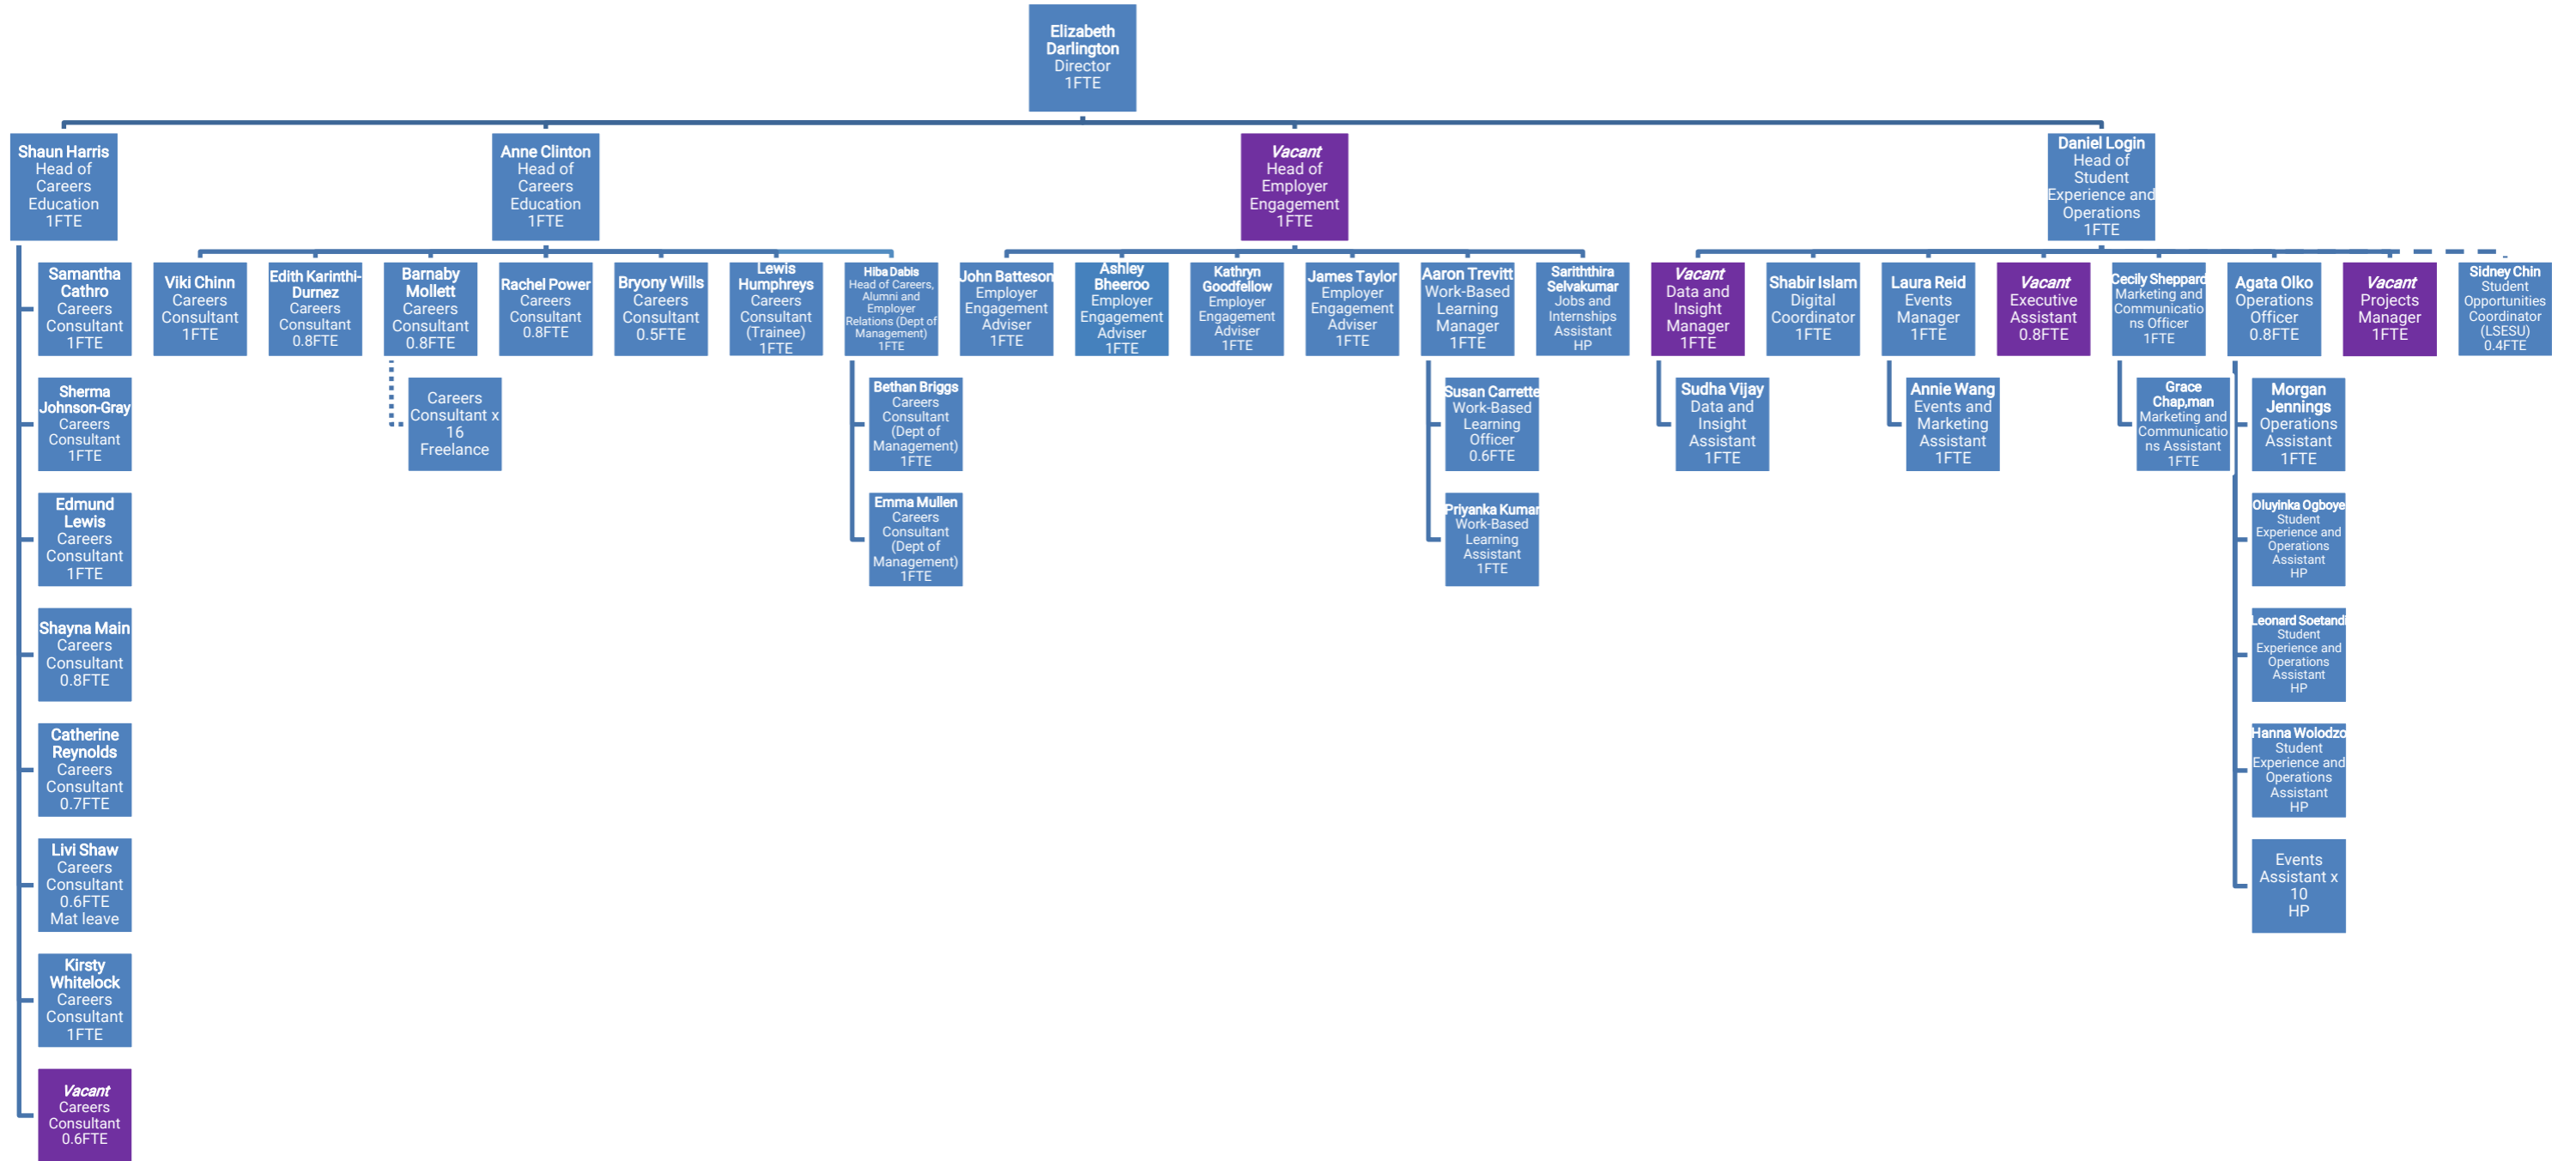 Elizabeth
Darlington
Director
1FTE
Shaun Harris
Head of
Careers
Education
1FTE
Anne Clinton
Head of
Careers
Education
1FTE
Vacant
Head of
Employer
Engagement
1FTE
Daniel Login
Head of
Student
Experience and
Operations
1FTE
Samantha
Cathro
Careers
Consultant
1FTE
Viki Chinn
Careers
Consultant
1FTE
Edith Karinthi-
Durnez
Careers
Consultant
0.8FTE
Barnaby
Mollett
Careers
Consultant
0.8FTE
Rachel Power
Careers
Consultant
0.8FTE
Bryony Wills
Careers
Consultant
0.5FTE
Lewis
Humphreys
Careers
Consultant
(Trainee)
1FTE
Hiba Dabis
Head of Careers,
Alumni and
Employer
Relations (Dept of
Management)
1FTE
John Batteson
Employer
Engagement
Adviser
1FTE
Ashley
Bheeroo
Employer
Engagement
Adviser
1FTE
Kathryn
Goodfellow
Employer
Engagement
Adviser
1FTE
James Taylor
Employer
Engagement
Adviser
1FTE
Aaron Trevitt
Work-Based
Learning
Manager
1FTE
Sariththira
Selvakumar
Jobs and
Internships
Assistant
HP
Vacant
Data and
Insight
Manager
1FTE
Shabir Islam
Digital
Coordinator
1FTE
Laura Reid
Events
Manager
1FTE
Vacant
Executive
Assistant
0.8FTE
Cecily Sheppard
Marketing and
Communicatio
ns Officer
1FTE
Agata Olko
Operations
Officer
0.8FTE
Vacant
Projects
Manager
1FTE
Sidney Chin
Student
Opportunities
Coordinator
(LSESU)
0.4FTE
Sherma
Johnson-Gray
Careers
Consultant
1FTE
Careers
Consultant x
16
Freelance
Bethan Briggs
Careers
Consultant
(Dept of
Management)
1FTE
Susan Carrette
Work-Based
Learning
Officer
0.6FTE
Sudha Vijay
Data and
Insight
Assistant
1FTE
Annie Wang
Events and
Marketing
Assistant
1FTE
Grace
Chap,man
Marketing and
Communicatio
ns Assistant
1FTE
Morgan
Jennings
Operations
Assistant
1FTE
Edmund
Lewis
Careers
Consultant
1FTE
Emma Mullen
Careers
Consultant
(Dept of
Management)
1FTE
Priyanka Kumar
Work-Based
Learning
Assistant
1FTE
Oluyinka Ogboye
Student
Experience and
Operations
Assistant
HP
Shayna Main
Careers
Consultant
0.8FTE
Leonard Soetandi
Student
Experience and
Operations
Assistant
HP
Catherine
Reynolds
Careers
Consultant
0.7FTE
Hanna Wolodzo
Student
Experience and
Operations
Assistant
HP
Livi Shaw
Careers
Consultant
0.6FTE
Mat leave
Events
Assistant x
10
HP
Kirsty
Whitelock
Careers
Consultant
1FTE
Vacant
Careers
Consultant
0.6FTE